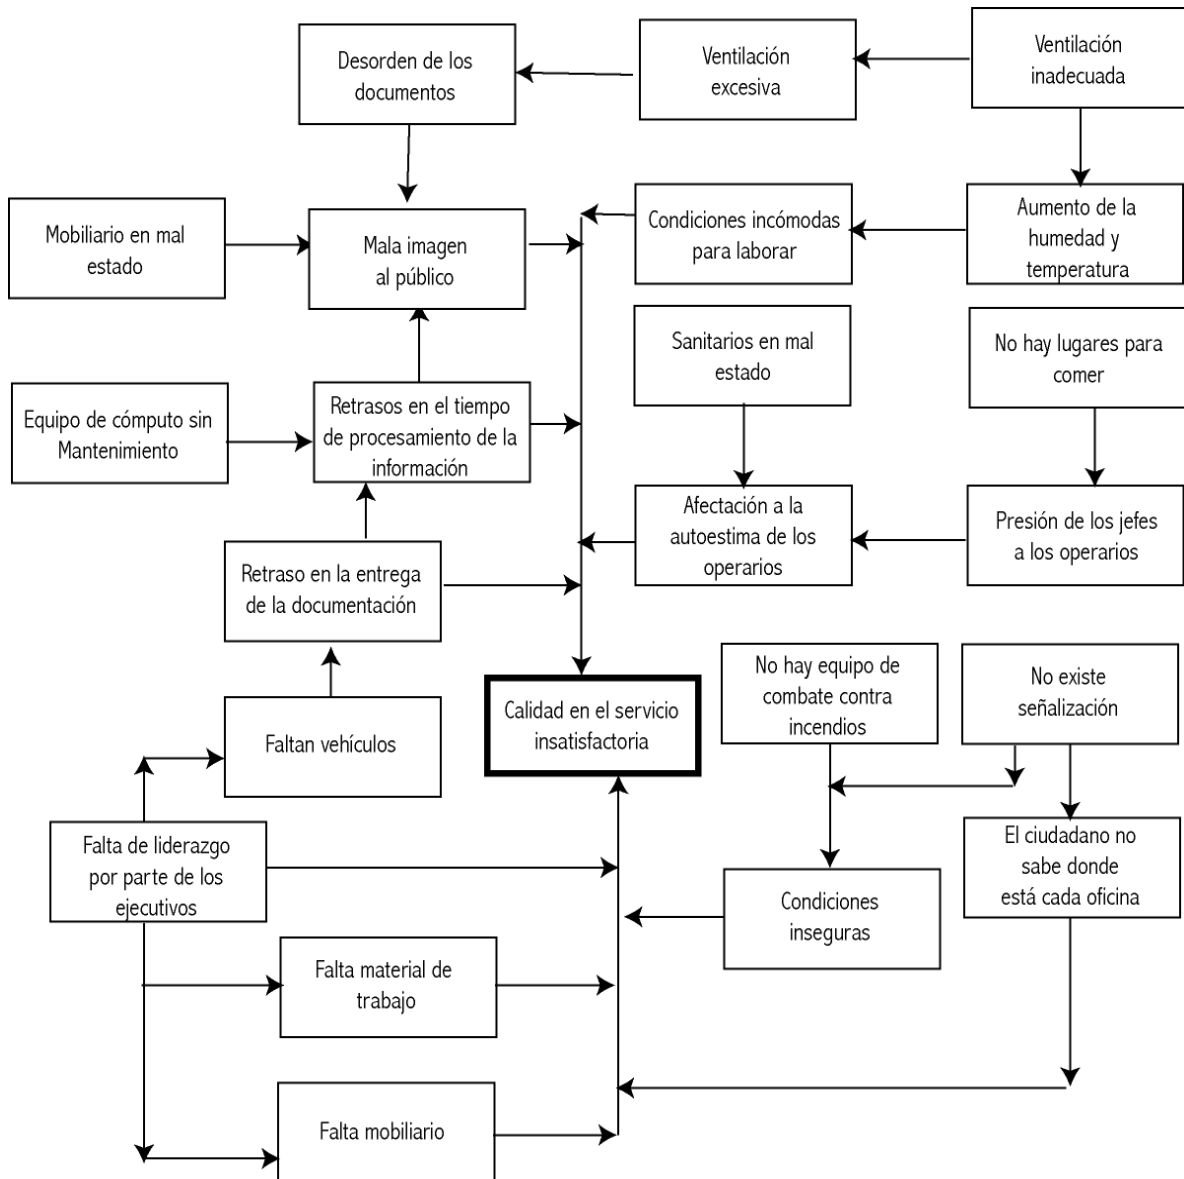 Desorden de los
documentos
Ventilación
excesiva
Ventilación
inadecuada
Mobiliario en mal
estado
Mala imagen
al público
Condiciones incómodas
para laborar
Aumento de la
humedad y
temperatura
Sanitarios en mal
estado
No hay lugares para
comer
Equipo de cómputo sin
Mantenimiento
Retrasos en el tiempo
de procesamiento de la
información
Afectación a la
autoestima de los
operarios
Presión de los jefes
a los operarios
Retraso en la entrega
de la documentación
Faltan vehículos
Calidad en el servicio
insatisfactoria
No hay equipo de
combate contra
incendios
No existe
señalización
Falta de liderazgo
por parte de los
ejecutivos
Condiciones
inseguras
El ciudadano no
sabe donde
está cada oficina
Falta material de
trabajo
Falta mobiliario